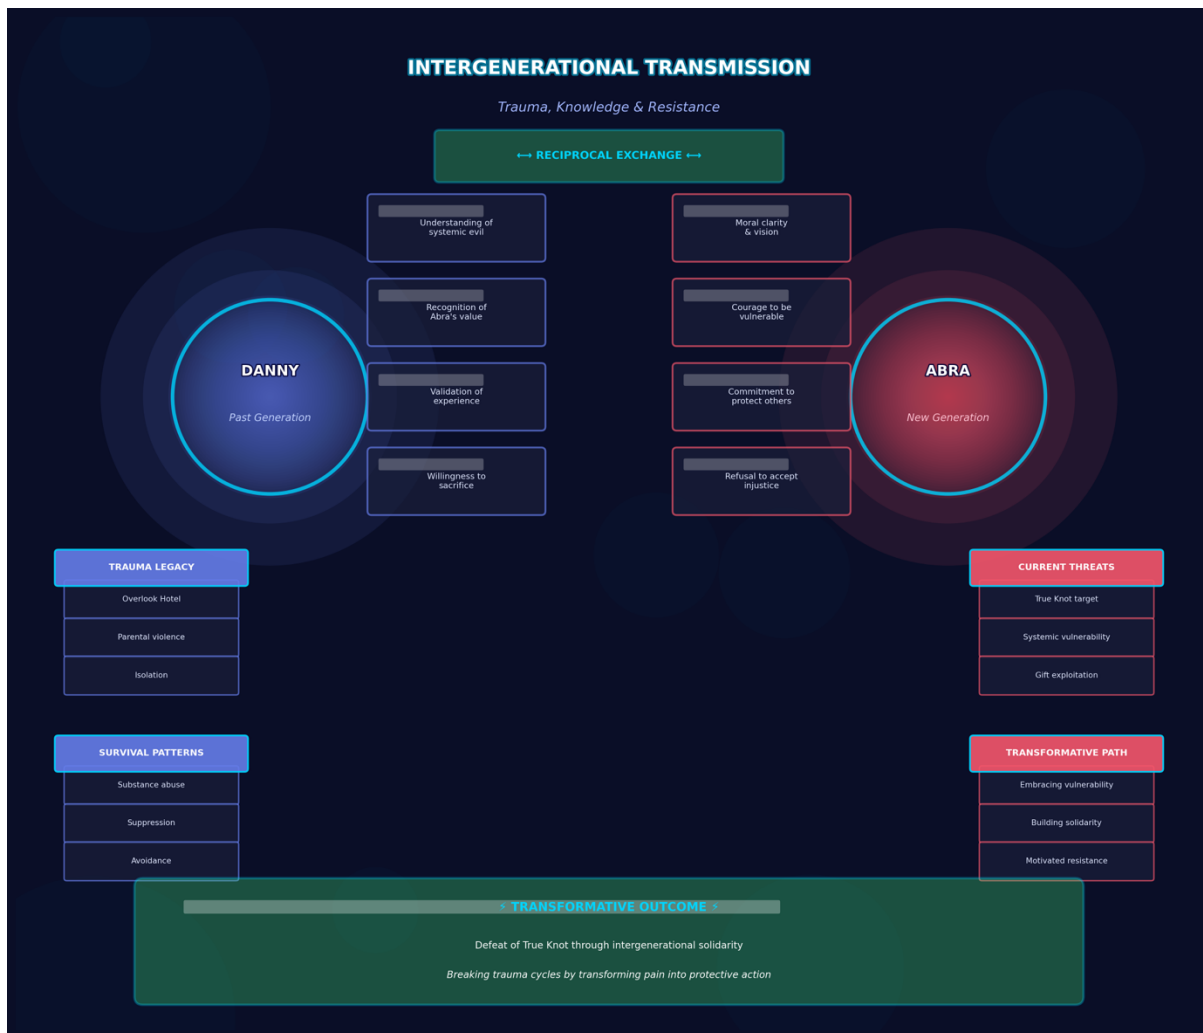 INTERGENERATIONAL TRANSMISSION
Trauma, Knowledge & Resistance
⟷ RECIPROCAL EXCHANGE ⟷
DANNY
Past Generation
Understanding of
systemic evil
Recognition of
Abra's value
Validation of
experience
Willingness to
sacrifice
Moral clarity
& vision
Courage to be
vulnerable
Commitment to
protect others
Refusal to accept
injustice
ABRA
New Generation
TRAUMA LEGACY
Overlook Hotel
Parental violence
Isolation
SURVIVAL PATTERNS
Substance abuse
Suppression
Avoidance
CURRENT THREATS
True Knot target
Systemic vulnerability
Gift exploitation
TRANSFORMATIVE PATH
Embracing vulnerability
Building solidarity
Motivated resistance
⚡ TRANSFORMATIVE OUTCOME ⚡
Defeat of True Knot through intergenerational solidarity
Breaking trauma cycles by transforming pain into protective action